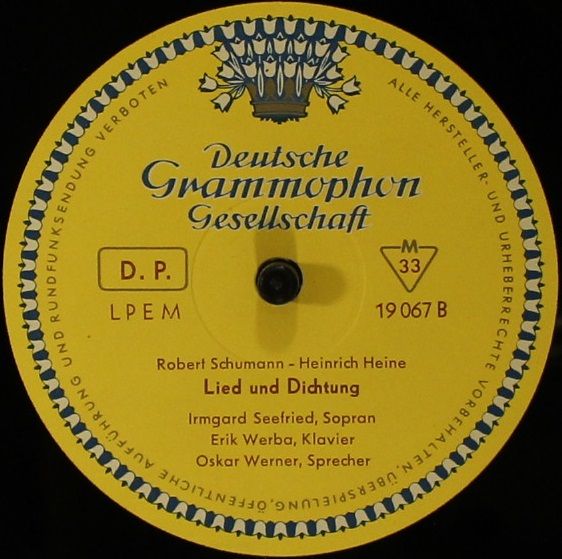 Deutsche
Grammophon
Gesellschaft
D. P.
LPEM
M
33
19 067 B
Robert Schumann – Heinrich Heine
Lied und Dichtung
Irmgard Seefried, Sopran
Erik Werba, Klavier
Oskar Werner, Sprecher
ALLE HERSTELLER- UND URHEBERRECHTE VORBEHALTEN, ÜBERSPIELUNG, ÖFFENTLICHE AUFFÜHRUNG UND RUNDFUNKSENDUNG VERBOTEN